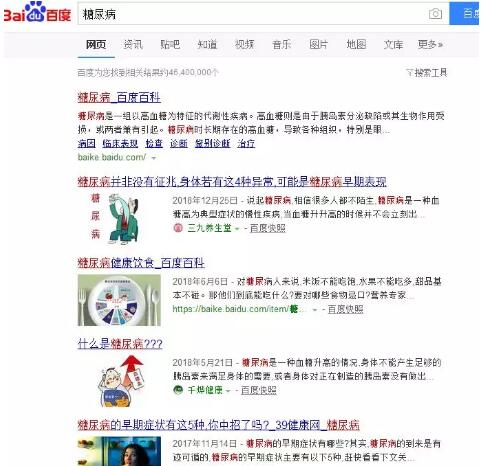 Bai百度 糖尿病 百度
网页 资讯 贴吧 知道 视频 音乐 图片 地图 文库 更多»
百度为您找到相关结果约46,400,000个 搜索工具
糖尿病_百度百科
糖尿病是一组以高血糖为特征的代谢性疾病。高血糖则是由于胰岛素分泌缺陷或其生物作用受
损，或两者兼有引起。糖尿病时长期存在的高血糖，导致各种组织，特别是眼...
病因 临床表现 检查 诊断 鉴别诊断 治疗
baike.baidu.com/
糖尿病并非没有征兆,身体若有这4种异常,可能是糖尿病早期表现
糖尿病
2018年12月25日 - 说起糖尿病,相信很多人都不陌生,糖尿病是一种血
糖高为典型症状的慢性疾病,当血糖升升高的时候并不会立刻出...
三九养生堂 - 百度快照
糖尿病健康饮食_百度百科
2018年6月6日 - 对糖尿病人来说,米饭不能吃饱,水果不能吃多,甜品基
本不碰。那他们到底能吃什么?要对哪些食物忌口?营养专家...
https://baike.baidu.com/item/糖... - 百度快照
什么是糖尿病???
2018年5月21日 - 糖尿病是一种血糖升高的情况,身体不能产生足够的
胰岛素来满足身体的需要,或者身体对正在制造的胰岛素没有做出...
千烨健康 - 百度快照
糖尿病的早期症状有这5种,你中招了吗?_39健康网_糖尿病
2017年11月14日 - 糖尿病的早期症状有哪些?其实,糖尿病的到来是有
迹可循的,糖尿病的早期症状主要有以下5种,赶快看看下文关...